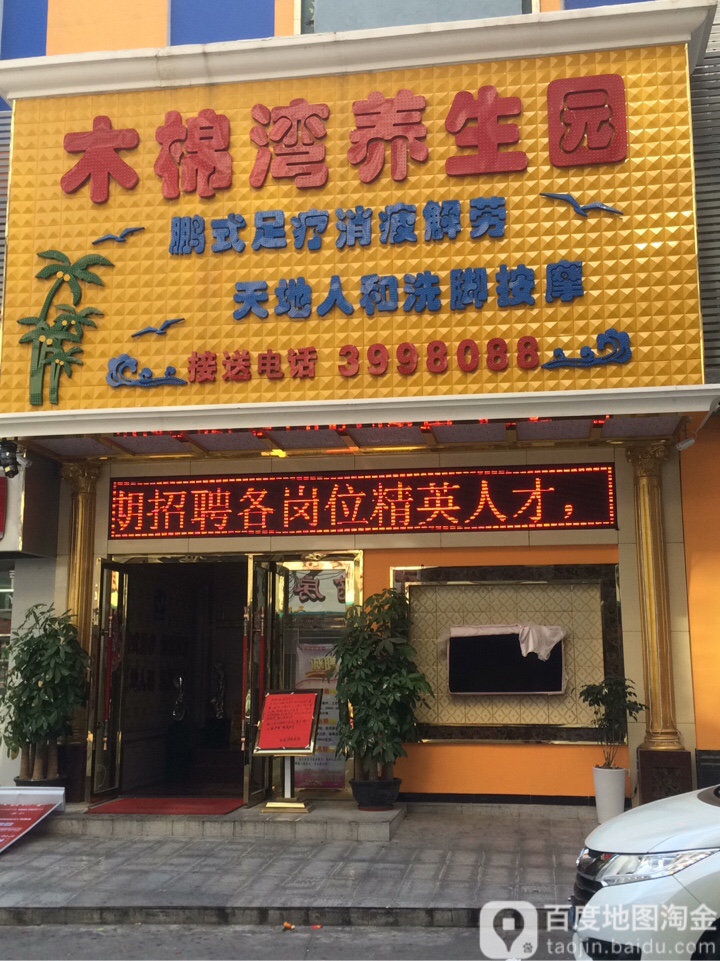 木棉湾养生园
鹏式足疗消疲解劳
天地人和洗脚按摩
接送电话 3998088
期招聘各岗位精英人才，
百度地图淘金
taojin.baidu.com